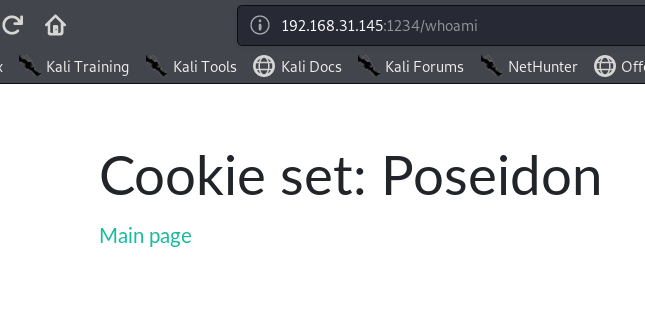 192.168.31.145:1234/whoami
Kali Training Kali Tools Kali Docs Kali Forums NetHunter
Cookie set: Poseidon
Main page